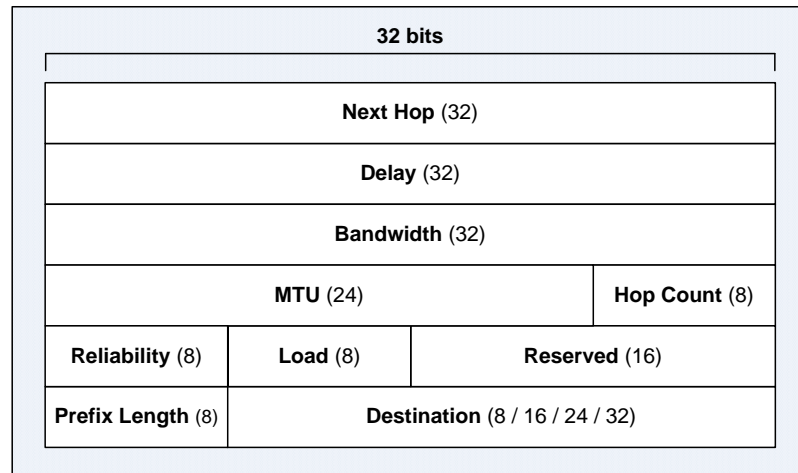 32 bits
Next Hop (32)
Delay (32)
Bandwidth (32)
MTU (24) Hop Count (8)
Reliability (8) Load (8) Reserved (16)
Prefix Length (8) Destination (8 / 16 / 24 / 32)